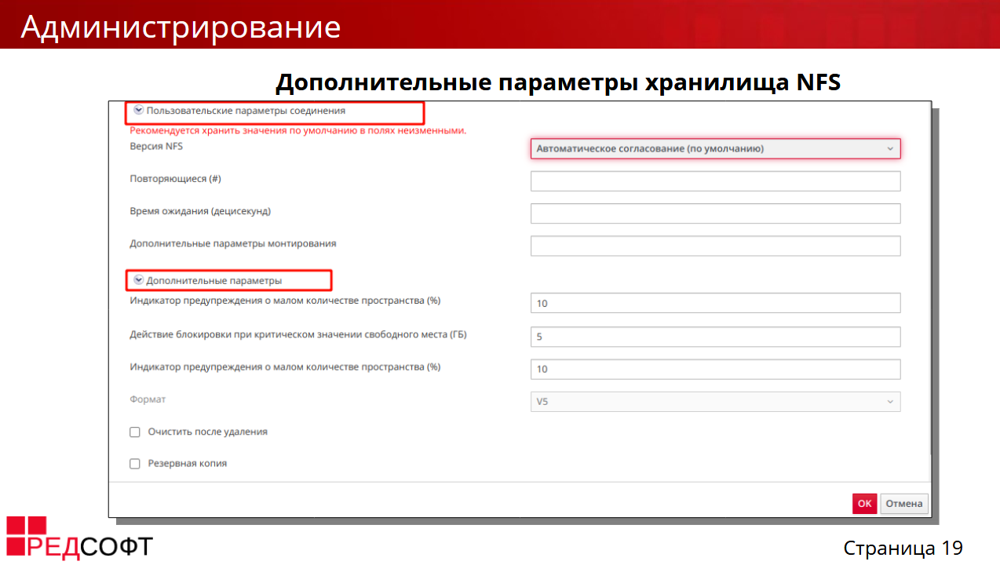 Администрирование
Дополнительные параметры хранилища NFS
Пользовательские параметры соединения
Рекомендуется хранить значения по умолчанию в полях неизменными.
Версия NFS
Автоматическое согласование (по умолчанию)
Повторяющиеся (#)
Время ожидания (децисекунд)
Дополнительные параметры монтирования
Дополнительные параметры
Индикатор предупреждения о малом количестве пространства (%)
10
Действие блокировки при критическом значении свободного места (ГБ)
5
Индикатор предупреждения о малом количестве пространства (%)
10
Формат
V5
Очистить после удаления
Резервная копия
ОК
Отмена
РЕДСОФТ
Страница 19